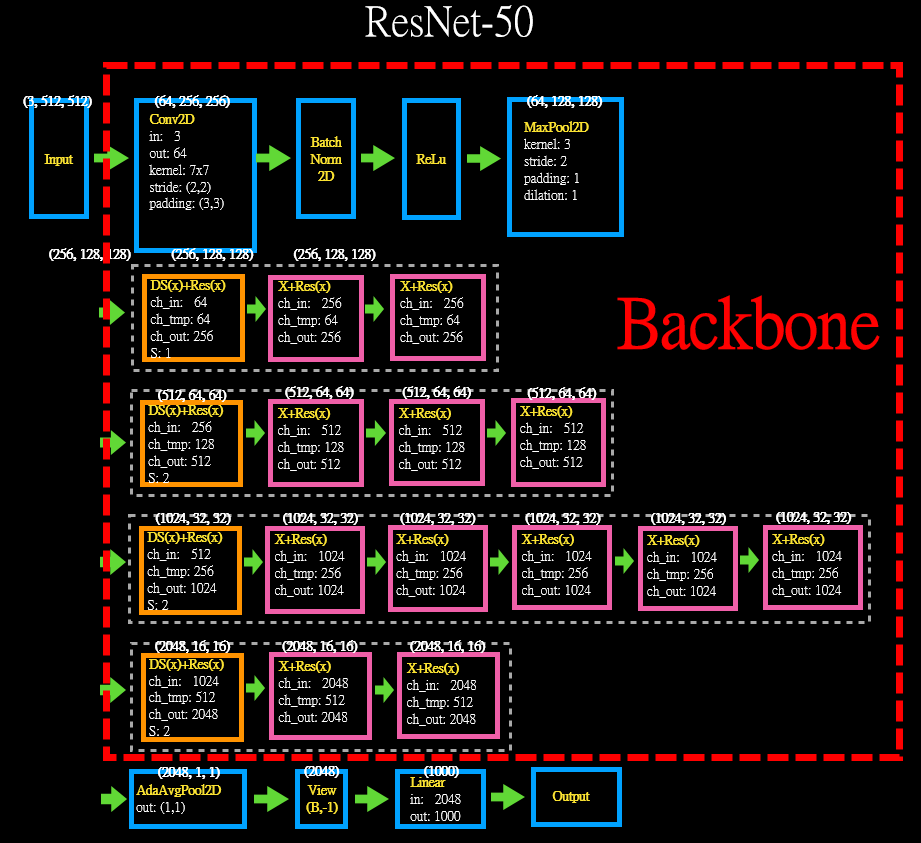 ResNet-50
(3, 512, 512)
Input
(64, 256, 256)
Conv2D
in: 3
out: 64
kernel: 7x7
stride: (2,2)
padding: (3,3)
Batch
Norm
2D
ReLu
(64, 128, 128)
MaxPool2D
kernel: 3
stride: 2
padding: 1
dilation: 1
Backbone
(256, 128, 128)
(256, 128, 128)
DS(x)+Res(x)
ch_in: 64
ch_tmp: 64
ch_out: 256
S: 1
(256, 128, 128)
X+Res(x)
ch_in: 256
ch_tmp: 64
ch_out: 256
X+Res(x)
ch_in: 256
ch_tmp: 64
ch_out: 256
(512, 64, 64)
DS(x)+Res(x)
ch_in: 256
ch_tmp: 128
ch_out: 512
S: 2
(512, 64, 64)
X+Res(x)
ch_in: 512
ch_tmp: 128
ch_out: 512
(512, 64, 64)
X+Res(x)
ch_in: 512
ch_tmp: 128
ch_out: 512
(512, 64, 64)
X+Res(x)
ch_in: 512
ch_tmp: 128
ch_out: 512
(1024, 32, 32)
DS(x)+Res(x)
ch_in: 512
ch_tmp: 256
ch_out: 1024
S: 2
(1024, 32, 32)
X+Res(x)
ch_in: 1024
ch_tmp: 256
ch_out: 1024
(1024, 32, 32)
X+Res(x)
ch_in: 1024
ch_tmp: 256
ch_out: 1024
(1024, 32, 32)
X+Res(x)
ch_in: 1024
ch_tmp: 256
ch_out: 1024
(1024, 32, 32)
X+Res(x)
ch_in: 1024
ch_tmp: 256
ch_out: 1024
(1024, 32, 32)
X+Res(x)
ch_in: 1024
ch_tmp: 256
ch_out: 1024
(2048, 16, 16)
DS(x)+Res(x)
ch_in: 1024
ch_tmp: 512
ch_out: 2048
S: 2
(2048, 16, 16)
X+Res(x)
ch_in: 2048
ch_tmp: 512
ch_out: 2048
(2048, 16, 16)
X+Res(x)
ch_in: 2048
ch_tmp: 512
ch_out: 2048
(2048, 1, 1)
AdaAvgPool2D
out: (1,1)
(2048)
View
(B,-1)
(1000)
Linear
in: 2048
out: 1000
Output